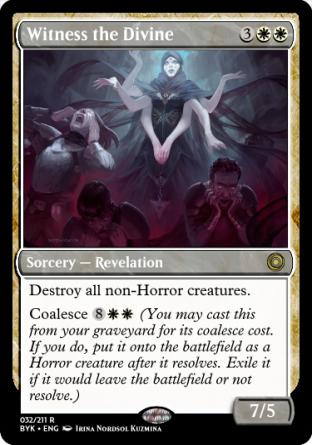 Witness the Divine 3
Sorcery — Revelation
Destroy all non-Horror creatures.
Coalesce 8 (You may cast this
from your graveyard for its coalesce cost.
If you do, put it onto the battlefield as a
Horror creature after it resolves. Exile it
if it would leave the battlefield or not
resolve.)
7/5
032/211 R
BYK • ENG Irina Nordsol Kuzmina